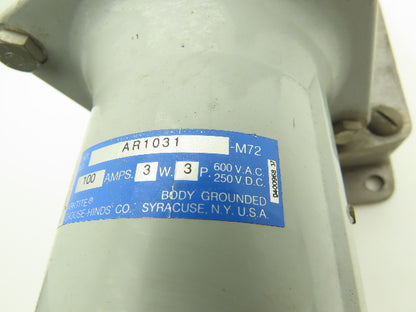 AR1031 -M72
100 AMPS. 3 W. 3 P. 600 V.A.C.
250 V.D.C.
BODY GROUNDED
SYRACUSE, N.Y. U.S.A.
HOUSE-HINDS® CO.